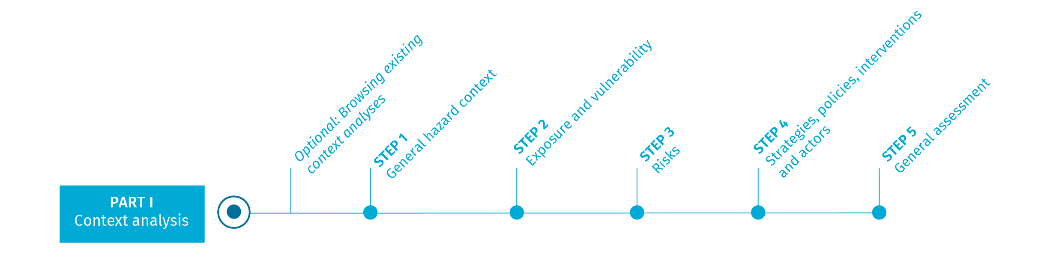 PART I
Context analysis
Optional: Browsing existing
context analyses
STEP 1
General hazard context
STEP 2
Exposure and vulnerability
STEP 3
Risks
STEP 4
Strategies, policies, interventions
and actors
STEP 5
General assessment